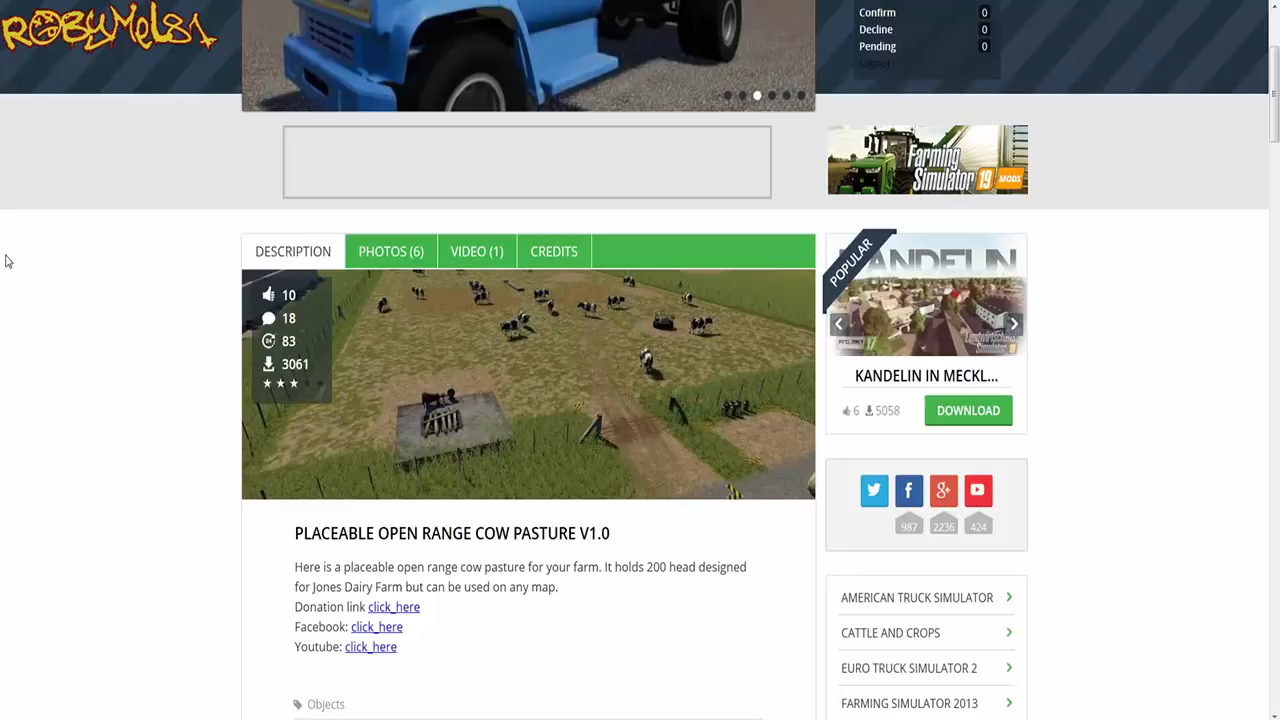 ROBYMEL81
Confirm 0
Decline 0
Pending 0
Logout
Farming
Simulator 19 MODS
DESCRIPTION PHOTOS (6) VIDEO (1) CREDITS
10
18
83
3061
POPULAR
KANDELIN
Landwirtschafts
Simulator
KANDELIN IN MECKL...
6 5058 DOWNLOAD
987 2236 424
PLACEABLE OPEN RANGE COW PASTURE V1.0
Here is a placeable open range cow pasture for your farm. It holds 200 head designed
for Jones Dairy Farm but can be used on any map.
Donation link click_here
Facebook: click_here
Youtube: click_here
Objects
AMERICAN TRUCK SIMULATOR
CATTLE AND CROPS
EURO TRUCK SIMULATOR 2
FARMING SIMULATOR 2013